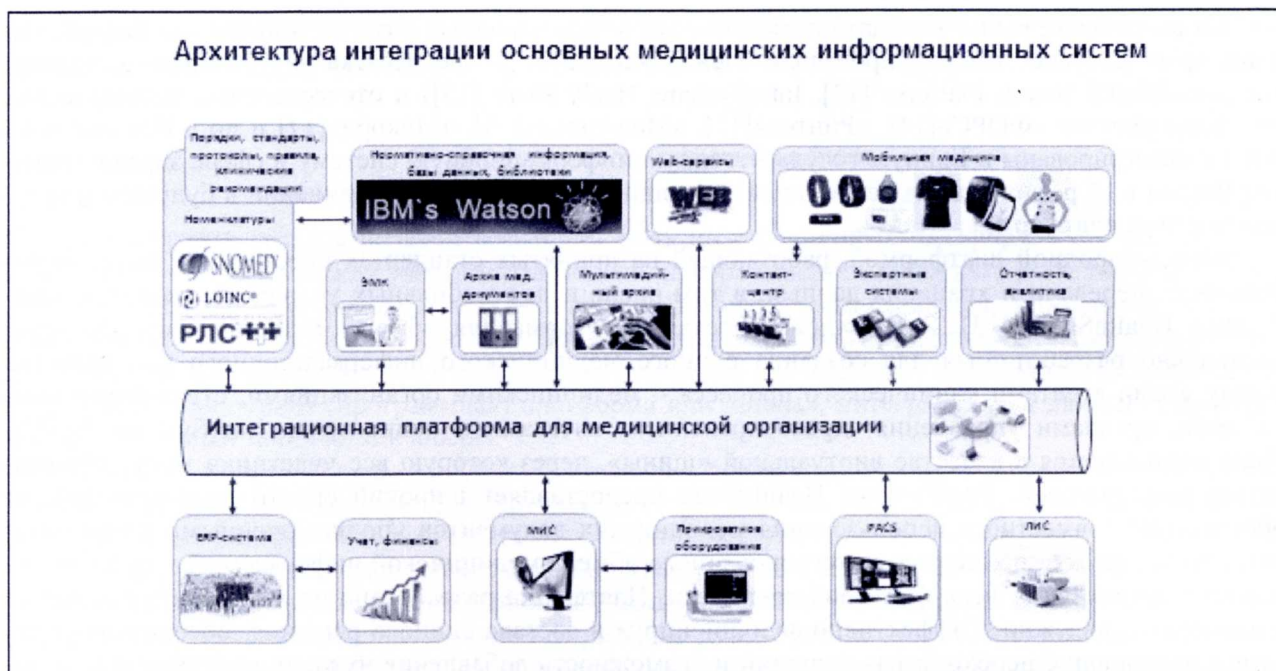 Архитектура интеграции основных медицинских информационных систем
Порядки, стандарты,
протоколы, правила,
клинические
рекомендации
Номенклатуры
SNOMED
LOINC®
РЛС
Нормативно-справочная информация,
базы данных, библиотеки
IBM`s Watson
Web-сервисы
WEB
Мобильная медицина
ЭМК
Архив мед.
документов
Мультимедий-
ный архив
Контакт-
центр
Экспертные
системы
Отчетность,
аналитика
Интеграционная платформа для медицинской организации
ERP-система
Учет, финансы
МИС
Прикроватное
оборудование
PACS
ЛИС